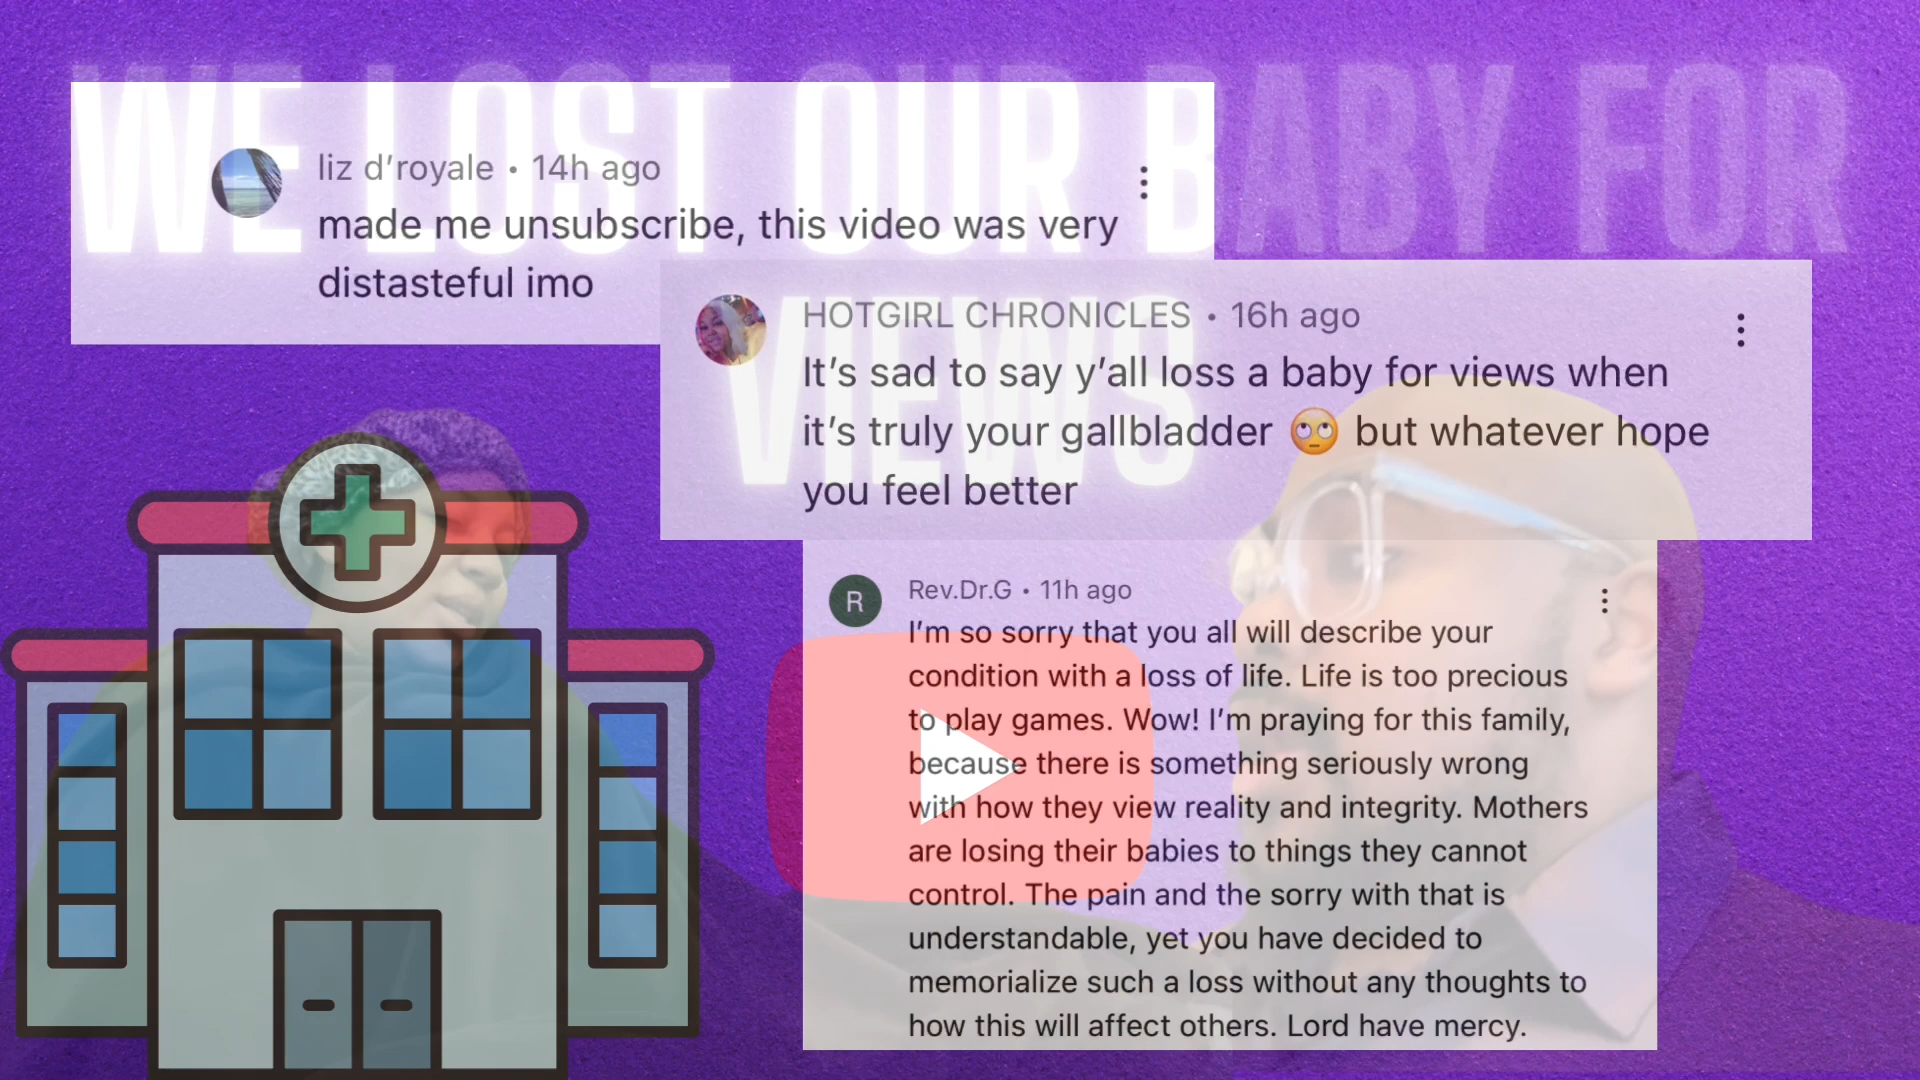 WE LOST OUR BABY FOR
VIEWS
liz d’royale • 14h ago
made me unsubscribe, this video was very
distasteful imo
HOTGIRL CHRONICLES • 16h ago
It’s sad to say y’all loss a baby for views when
it’s truly your gallbladder 🙄 but whatever hope
you feel better
R
Rev.Dr.G • 11h ago
I’m so sorry that you all will describe your
condition with a loss of life. Life is too precious
to play games. Wow! I’m praying for this family,
because there is something seriously wrong
with how they view reality and integrity. Mothers
are losing their babies to things they cannot
control. The pain and the sorry with that is
understandable, yet you have decided to
memorialize such a loss without any thoughts to
how this will affect others. Lord have mercy.